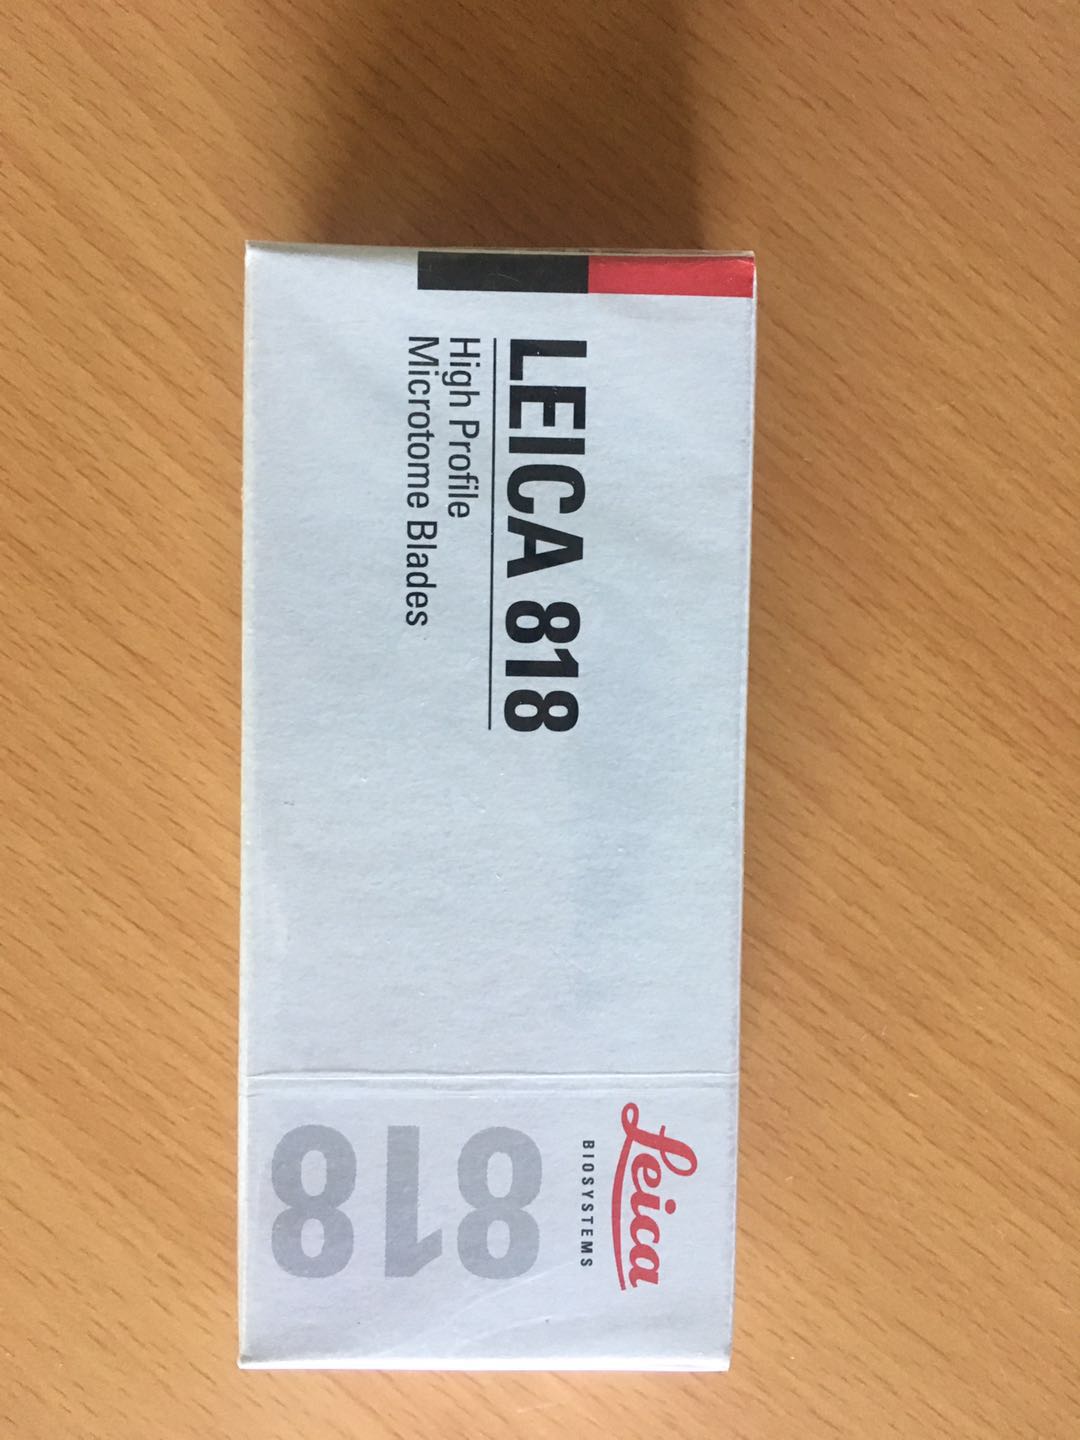 LEICA 818
High Profile
Microtome Blades
Leica
BIOSYSTEMS
818